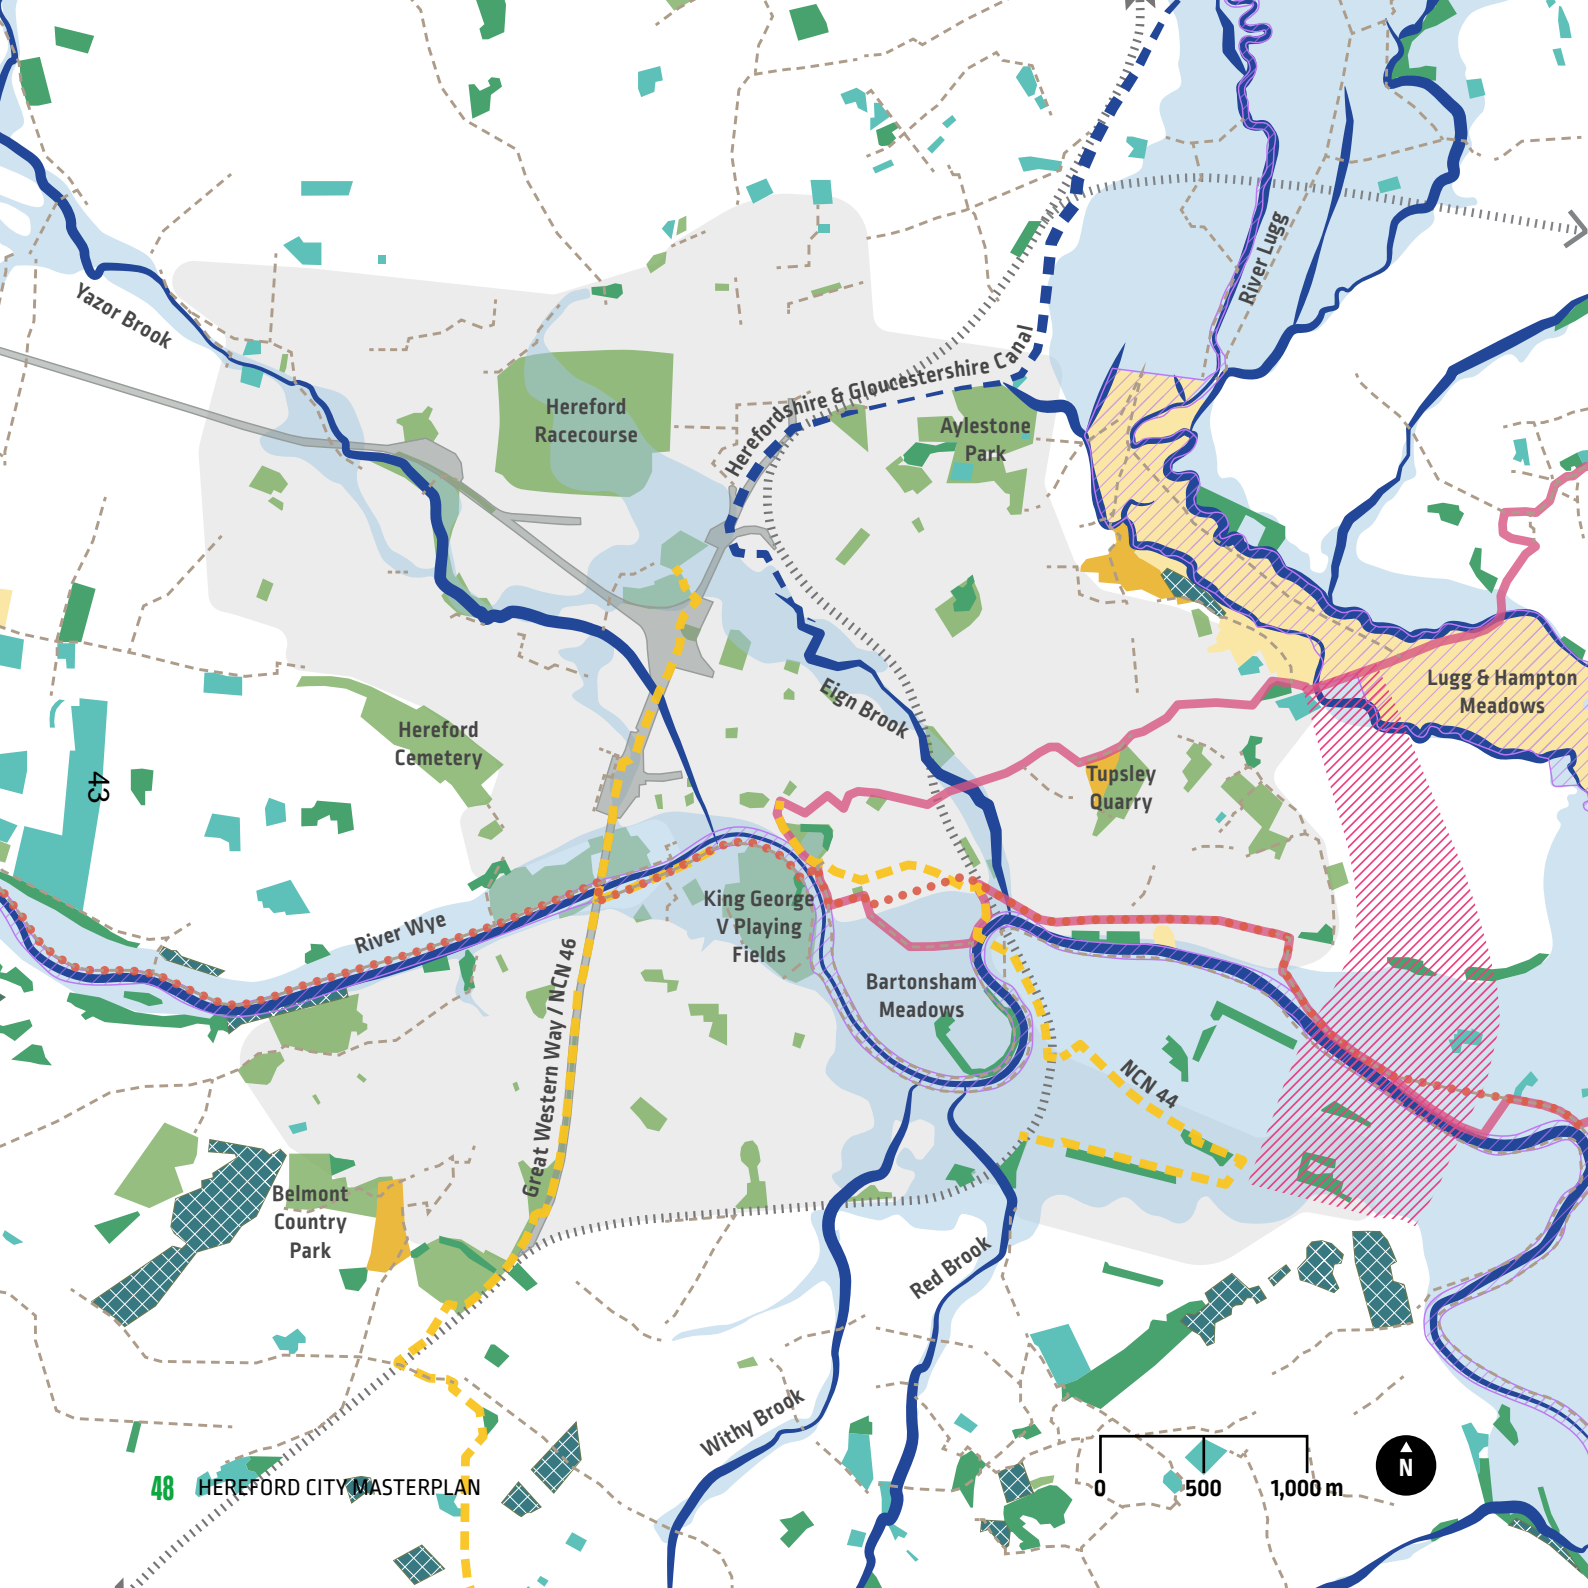 River Lugg
Yazor Brook
Herefordshire & Gloucestershire Canal
Hereford
Racecourse
Aylestone
Park
Eign Brook
Lugg & Hampton
Meadows
Hereford
Cemetery
Tupsley
Quarry
43
River Wye
King George
V Playing
Fields
Great Western Way / NCN 46
Bartonsham
Meadows
NCN 44
Belmont
Country
Park
Red Brook
Withy Brook
48 HEREFORD CITY MASTERPLAN
0 500 1,000 m
N